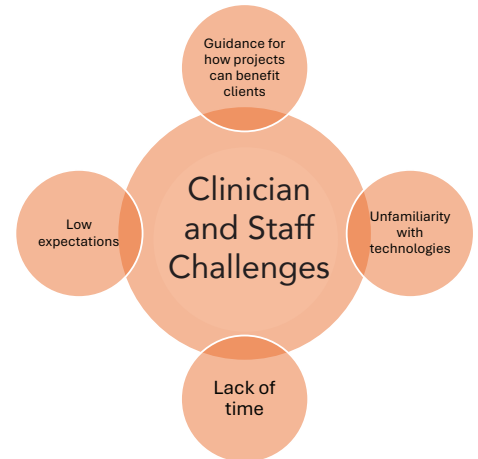 Guidance for
how projects
can benefit
clients
Clinician
and Staff
Challenges
Low
expectations
Unfamiliarity
with
technologies
Lack of
time